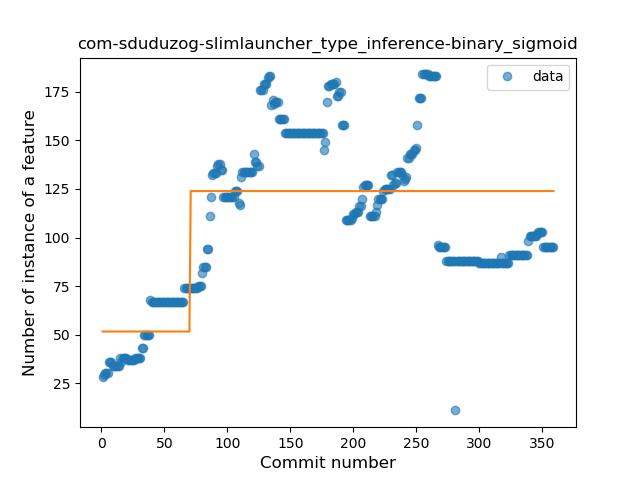 com-sduduzog-slimlauncher_type_inference-binary_sigmoid
data
Number of instance of a feature
175
150
125
100
75
50
25
0 50 100 150 200 250 300 350
Commit number